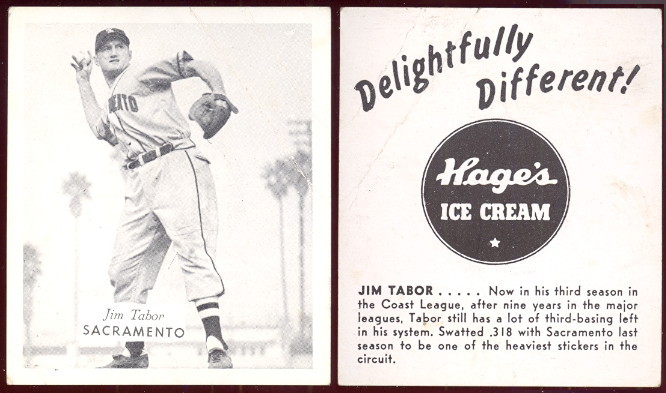 ENTO
Jim Tabor
SACRAMENTO
Delightfully
Different!
Hage's
ICE CREAM
JIM TABOR . . . . . Now in his third season in
the Coast League, after nine years in the major
leagues, Tabor still has a lot of third-basing left
in his system. Swatted .318 with Sacramento last
season to be one of the heaviest stickers in the
circuit.